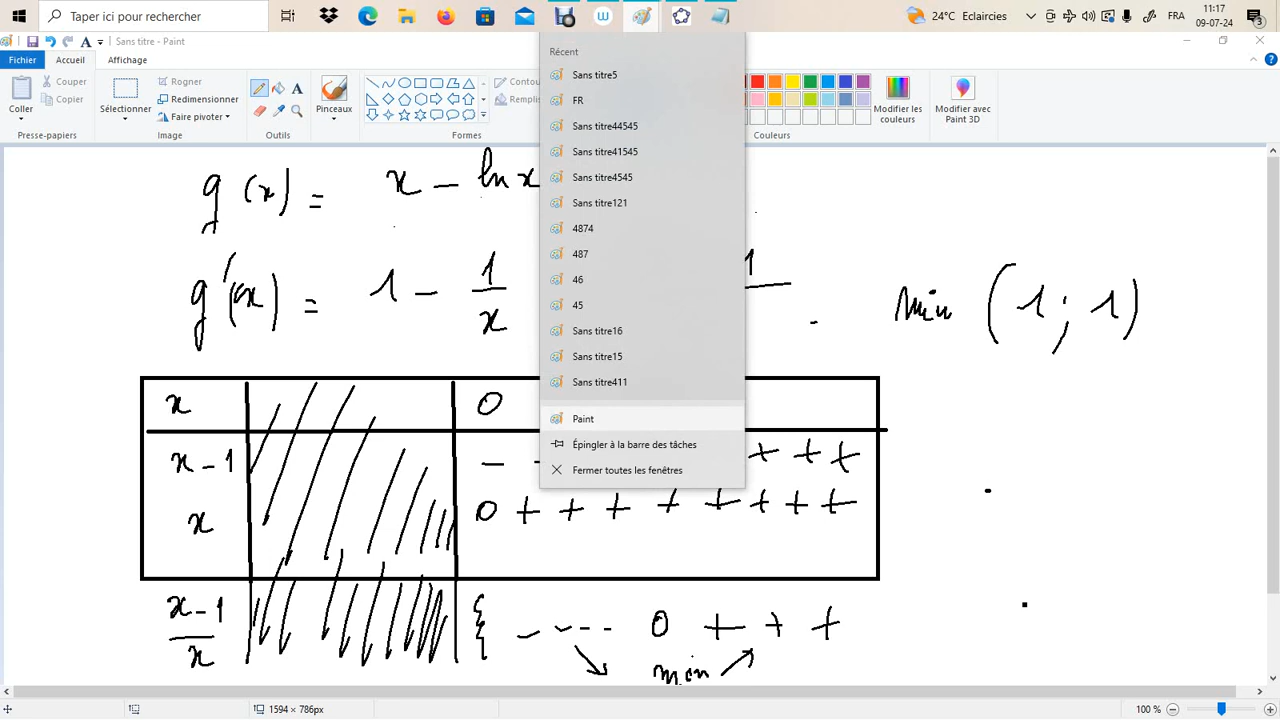 Taper ici pour rechercher
24°C Eclaircies
FRA
11:17
09-07-24
3
Sans titre - Paint
Fichier
Accueil
Affichage
Coller
Couper
Copier
Presse-papiers
Sélectionner
Rogner
Redimensionner
Faire pivoter
Image
A
Outils
Pinceaux
Contou
Remplis
Formes
Modifier les couleurs
Modifier avec Paint 3D
Couleurs
Récent
Sans titre5
FR
Sans titre44545
Sans titre41545
Sans titre4545
Sans titre121
4874
487
46
45
Sans titre16
Sans titre15
Sans titre411
Paint
Épingler à la barre des tâches
Fermer toutes les fenêtres
g(x) = x - ln x
g'(x) = 1 - 1/x
1
min (1 ; 1)
x 0
x - 1 - - + + +
x 0 + + + + + + + +
x-1/x - - - - - 0 + + +
min
1594 × 786px
100 %